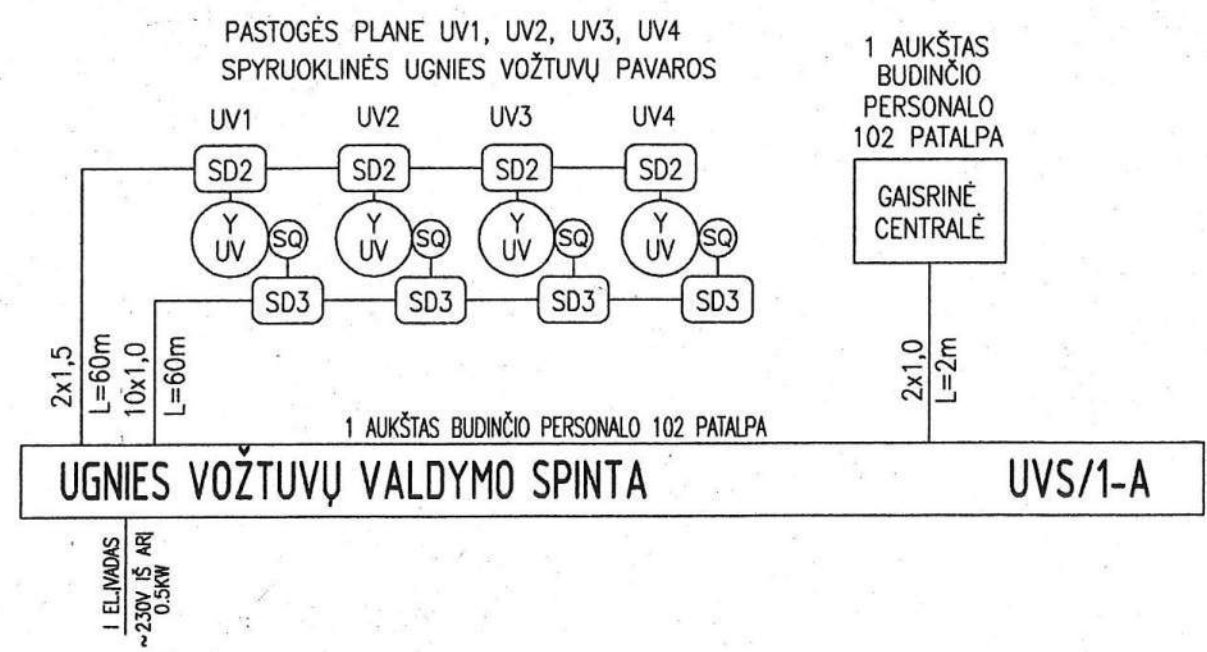 PASTOGĖS PLANE UV1, UV2, UV3, UV4
SPYRUOKLINĖS UGNIES VOŽTUVŲ PAVAROS
1 AUKŠTAS
BUDINČIO
PERSONALO
102 PATALPA
UV1 UV2 UV3 UV4
SD2 SD2 SD2 SD2
GAISRINĖ
CENTRALĖ
Y Y Y Y
UV SQ UV SQ UV SQ UV SQ
SD3 SD3 SD3 SD3
2x1,5
L=60m
10x1,0
L=60m
2x1,0
L=2m
1 AUKŠTAS BUDINČIO PERSONALO 102 PATALPA
UGNIES VOŽTUVŲ VALDYMO SPINTA UVS/1-A
I EL.ĮVADAS
~230V IŠ ARĮ
0.5KW